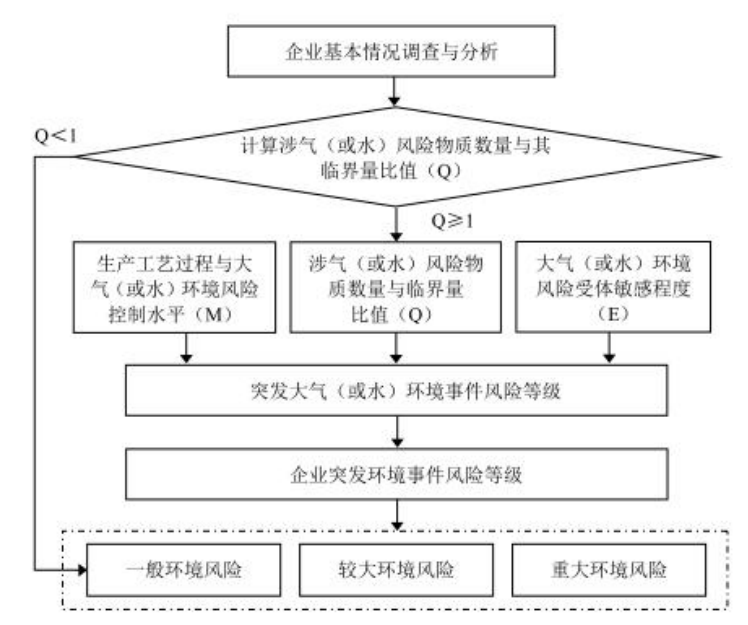 企业基本情况调查与分析
Q＜1
计算涉气（或水）风险物质数量与其
临界量比值（Q）
Q≥1
生产工艺过程与大
气（或水）环境风险
控制水平（M）
涉气（或水）风险物
质数量与临界量
比值（Q）
大气（或水）环境
风险受体敏感程度
（E）
突发大气（或水）环境事件风险等级
企业突发环境事件风险等级
一般环境风险
较大环境风险
重大环境风险